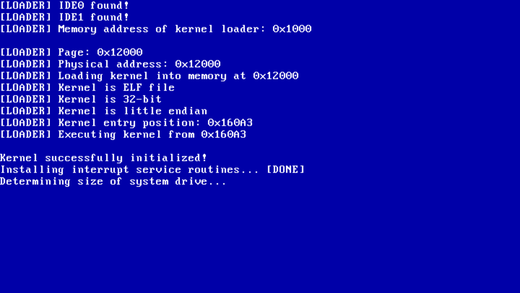 [LOADER] IDE0 found!
[LOADER] IDE1 found!
[LOADER] Memory address of kernel loader: 0x1000
[LOADER] Page: 0x12000
[LOADER] Physical address: 0x12000
[LOADER] Loading kernel into memory at 0x12000
[LOADER] Kernel is ELF file
[LOADER] Kernel is 32-bit
[LOADER] Kernel is little endian
[LOADER] Kernel entry position: 0x160A3
[LOADER] Executing kernel from 0x160A3
Kernel successfully initialized!
Installing interrupt service routines... [DONE]
Determining size of system drive...